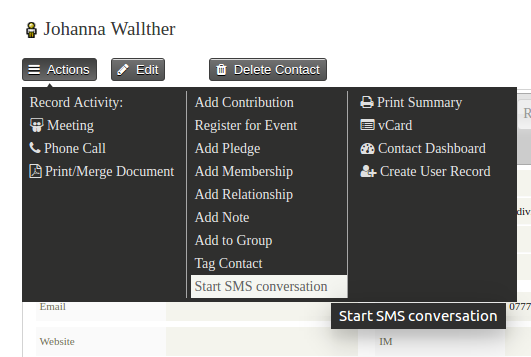 Johanna Wallther
Actions
Edit
Delete Contact
Record Activity:
Meeting
Phone Call
Print/Merge Document
Add Contribution
Register for Event
Add Pledge
Add Membership
Add Relationship
Add Note
Add to Group
Tag Contact
Start SMS conversation
Print Summary
vCard
Contact Dashboard
Create User Record
R
div
Email
0777
Start SMS conversation
Website
IM